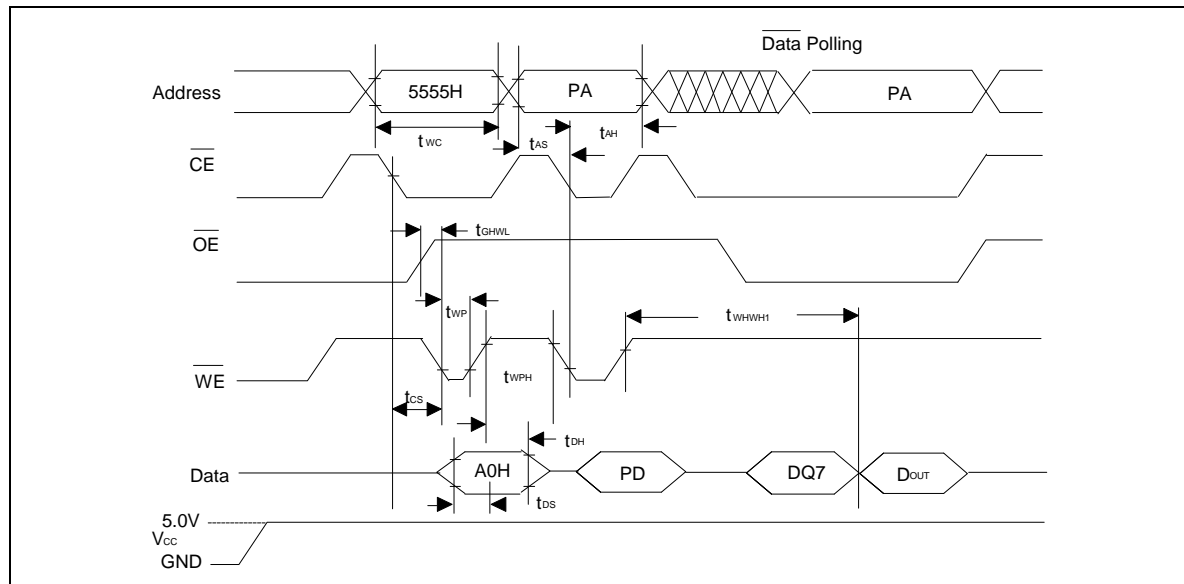 Data Polling
Address
5555H
PA
PA
tWC
tAS
tAH
CE
OE
tGHWL
tWP
tWHWH1
WE
tWPH
tCS
tDH
Data
A0H
PD
DQ7
DOUT
tDS
5.0V
VCC
GND